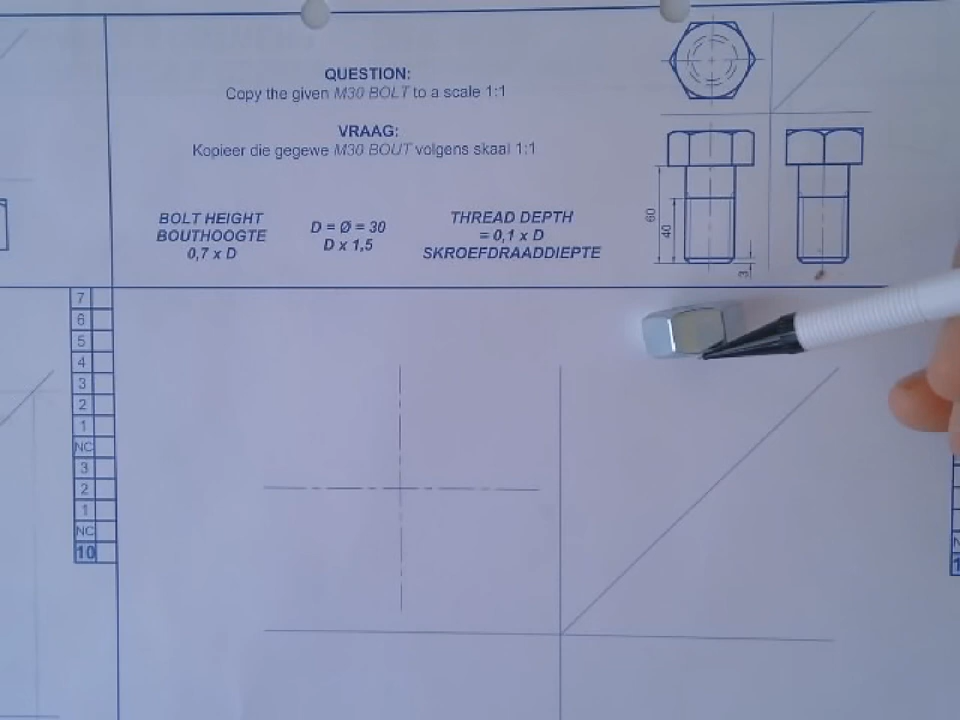 QUESTION:
Copy the given M30 BOLT to a scale 1:1
VRAAG:
Kopieer die gegewe M30 BOUT volgens skaal 1:1
BOLT HEIGHT
BOUTHOOGTE
0,7 x D
D = Ø = 30
D x 1,5
THREAD DEPTH
= 0,1 x D
SKROEFDRAADDIEPTE
60
40
3
7
6
5
4
3
2
1
NC
3
2
1
NC
10